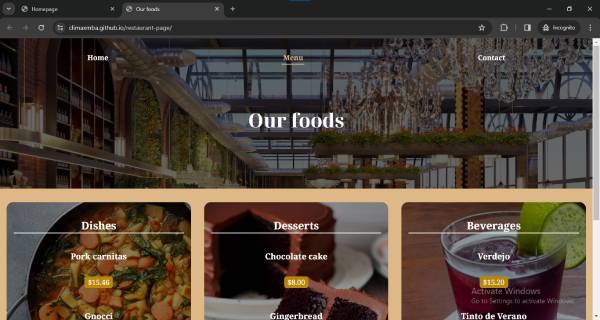 Homepage
Our foods
climaemba.github.io/restaurant-page/
Incognito
Home
Menu
Contact
Our foods
Dishes
Desserts
Beverages
Pork carnitas
Chocolate cake
Verdejo
$15.46
$8.00
$15.20
Activate Windows
Go to Settings to activate Windows.
Gnocci
Gingerbread
Tinto de Verano